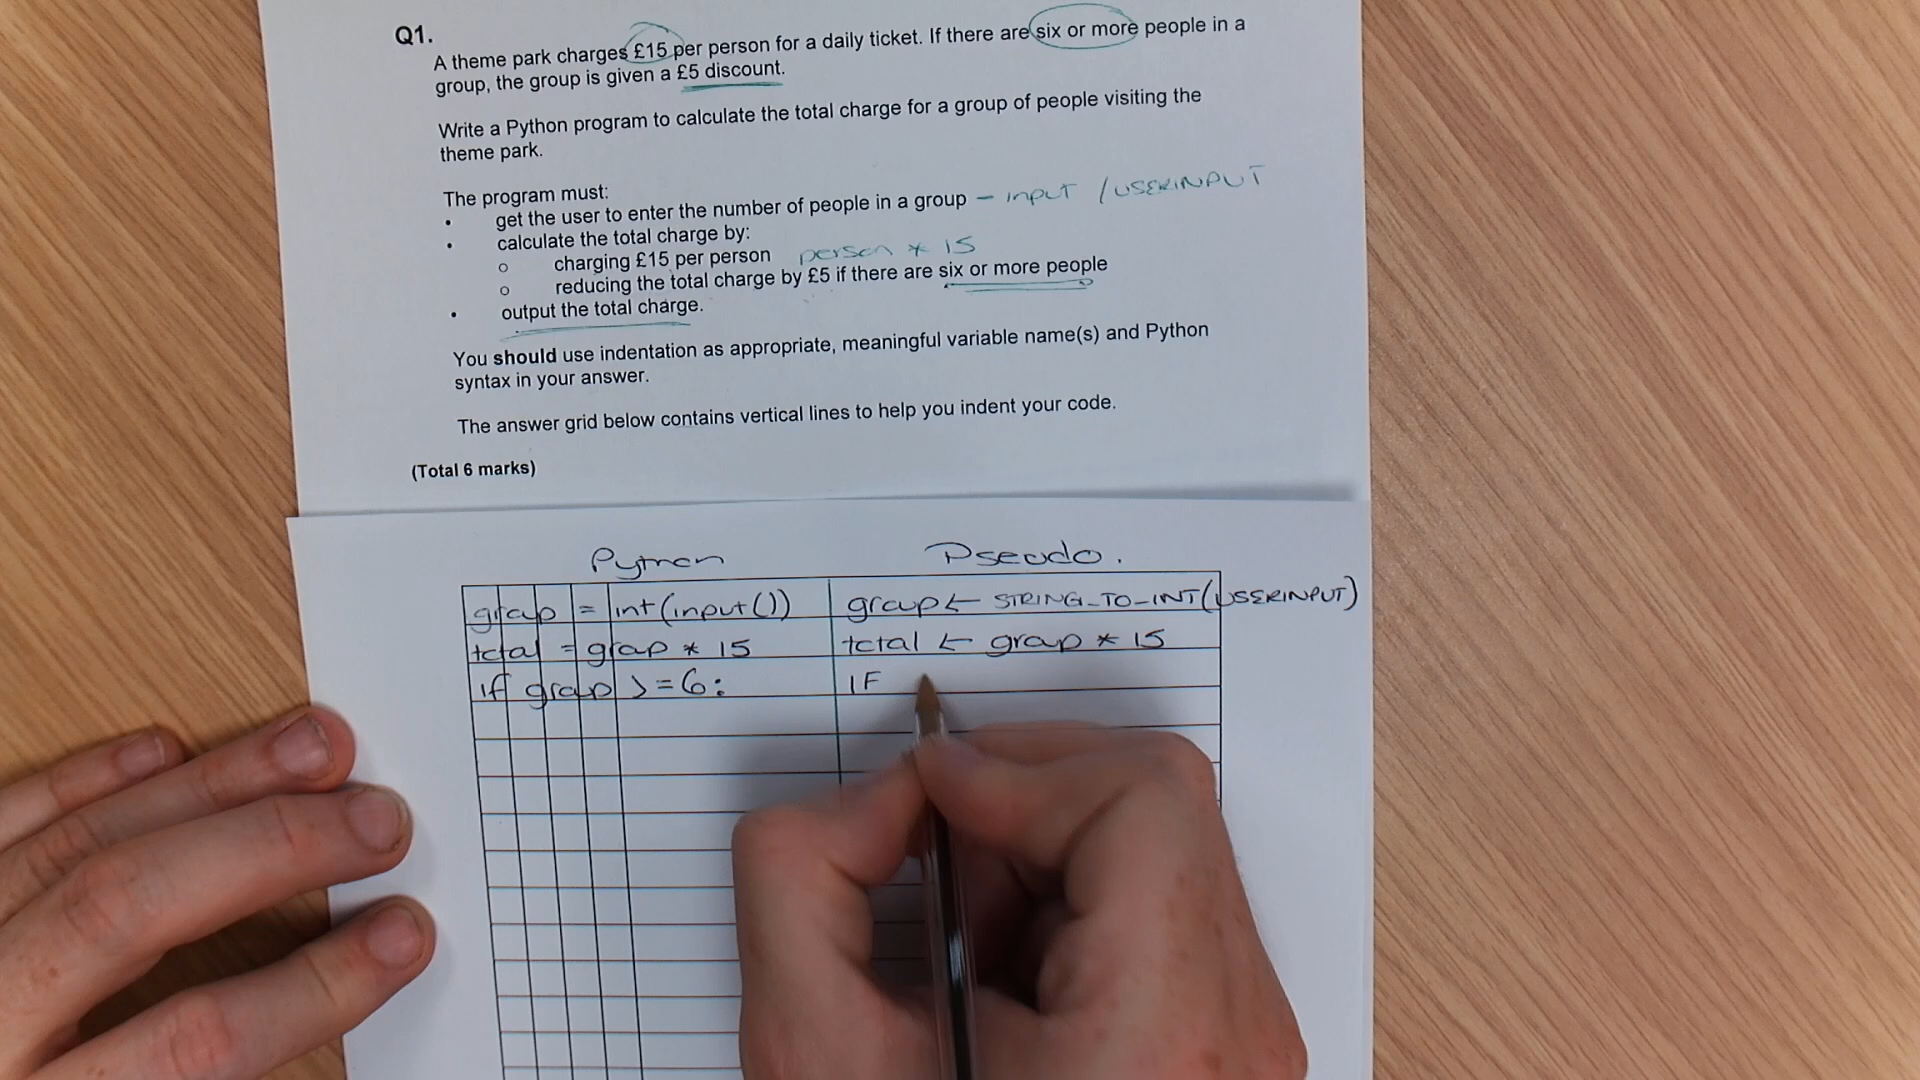 Q1.
A theme park charges £15 per person for a daily ticket. If there are six or more people in a
group, the group is given a £5 discount.
Write a Python program to calculate the total charge for a group of people visiting the
theme park.
The program must:
• get the user to enter the number of people in a group – input / USERINPUT
• calculate the total charge by:
o charging £15 per person person * 15
o reducing the total charge by £5 if there are six or more people
• output the total charge.
You should use indentation as appropriate, meaningful variable name(s) and Python
syntax in your answer.
The answer grid below contains vertical lines to help you indent your code.
(Total 6 marks)
Python Pseudo.
group = int(input()) group ← STRING_TO_INT(USERINPUT)
total = group * 15 total ← group * 15
if group >= 6: IF